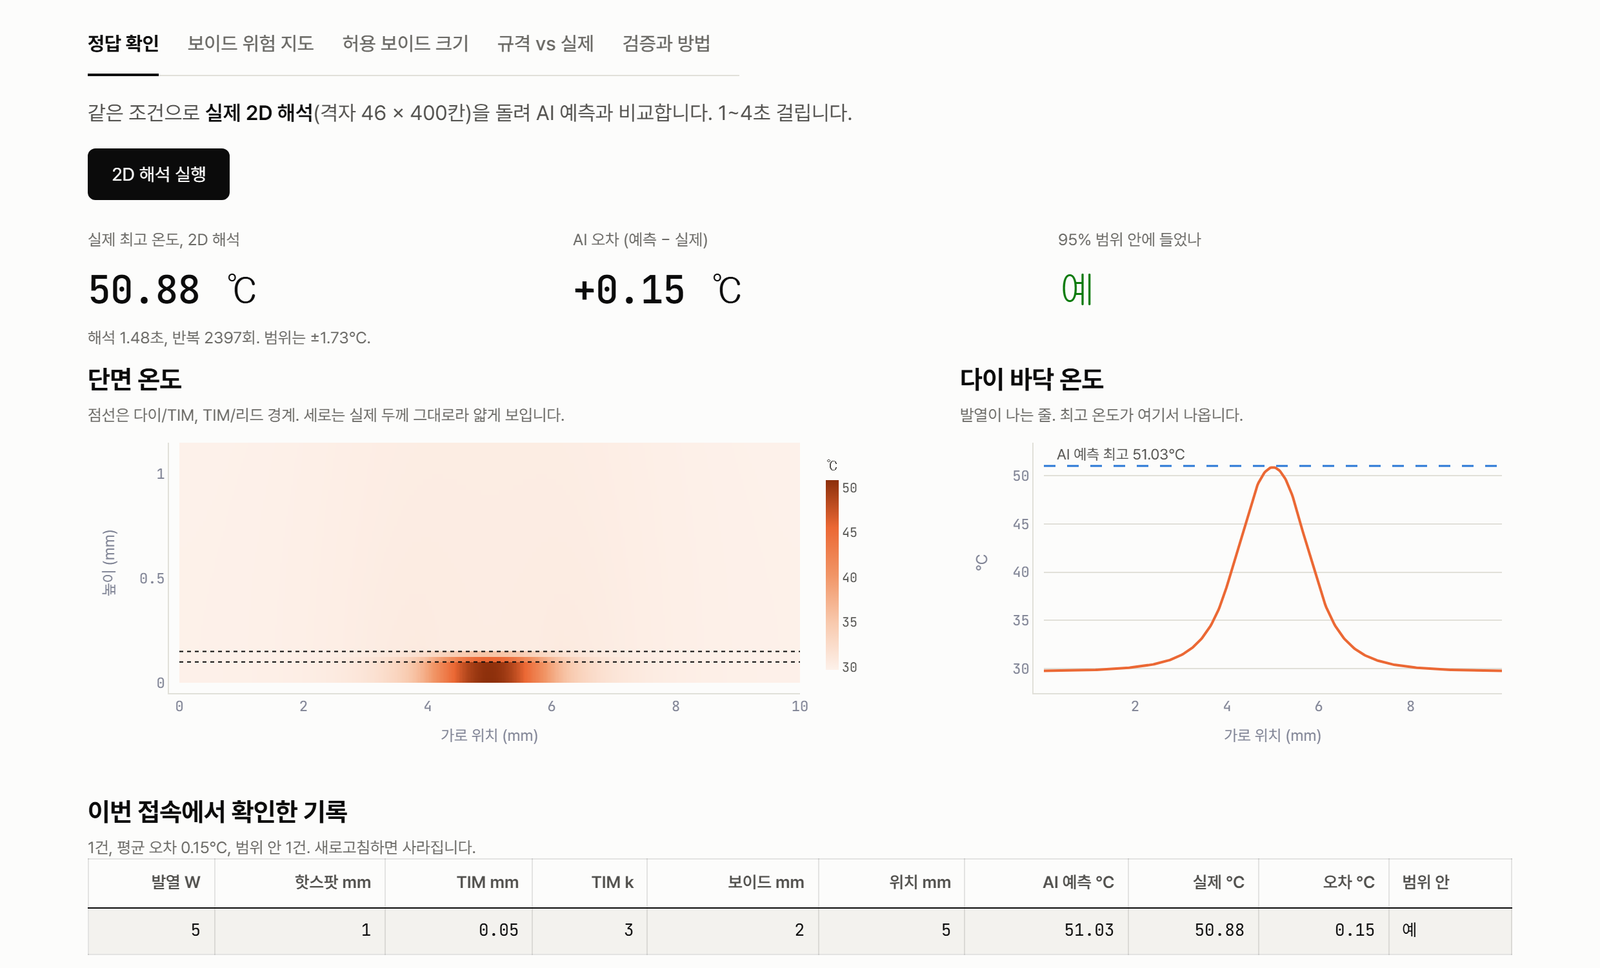 정답 확인 보이드 위험 지도 허용 보이드 크기 규격 vs 실제 검증과 방법
같은 조건으로 실제 2D 해석(격자 46 × 400칸)을 돌려 AI 예측과 비교합니다. 1~4초 걸립니다.
2D 해석 실행
실제 최고 온도, 2D 해석
50.88 ℃
해석 1.48초, 반복 2397회. 범위는 ±1.73°C.
AI 오차 (예측 − 실제)
+0.15 ℃
95% 범위 안에 들었나
예
단면 온도
점선은 다이/TIM, TIM/리드 경계. 세로는 실제 두께 그대로라 얇게 보입니다.
높이 (mm)
1
0.5
0
0 2 4 6 8 10
가로 위치 (mm)
℃
50
45
40
35
30
다이 바닥 온도
발열이 나는 줄. 최고 온도가 여기서 나옵니다.
AI 예측 최고 51.03°C
°C
50
45
40
35
30
2 4 6 8
가로 위치 (mm)
이번 접속에서 확인한 기록
1건, 평균 오차 0.15°C, 범위 안 1건. 새로고침하면 사라집니다.
발열 W 핫스팟 mm TIM mm TIM k 보이드 mm 위치 mm AI 예측 °C 실제 °C 오차 °C 범위 안
5 1 0.05 3 2 5 51.03 50.88 0.15 예